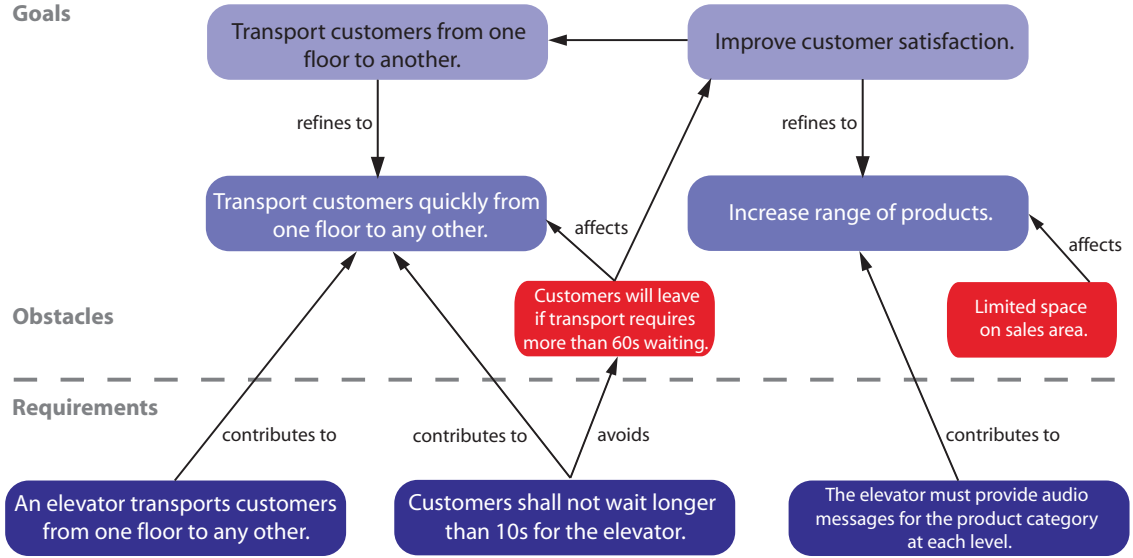 Goals
Transport customers from one
floor to another.
Improve customer satisfaction.
refines to
refines to
Transport customers quickly from
one floor to any other.
Increase range of products.
affects
affects
Obstacles
Customers will leave
if transport requires
more than 60s waiting.
Limited space
on sales area.
Requirements
contributes to
contributes to
avoids
contributes to
An elevator transports customers
from one floor to any other.
Customers shall not wait longer
than 10s for the elevator.
The elevator must provide audio
messages for the product category
at each level.